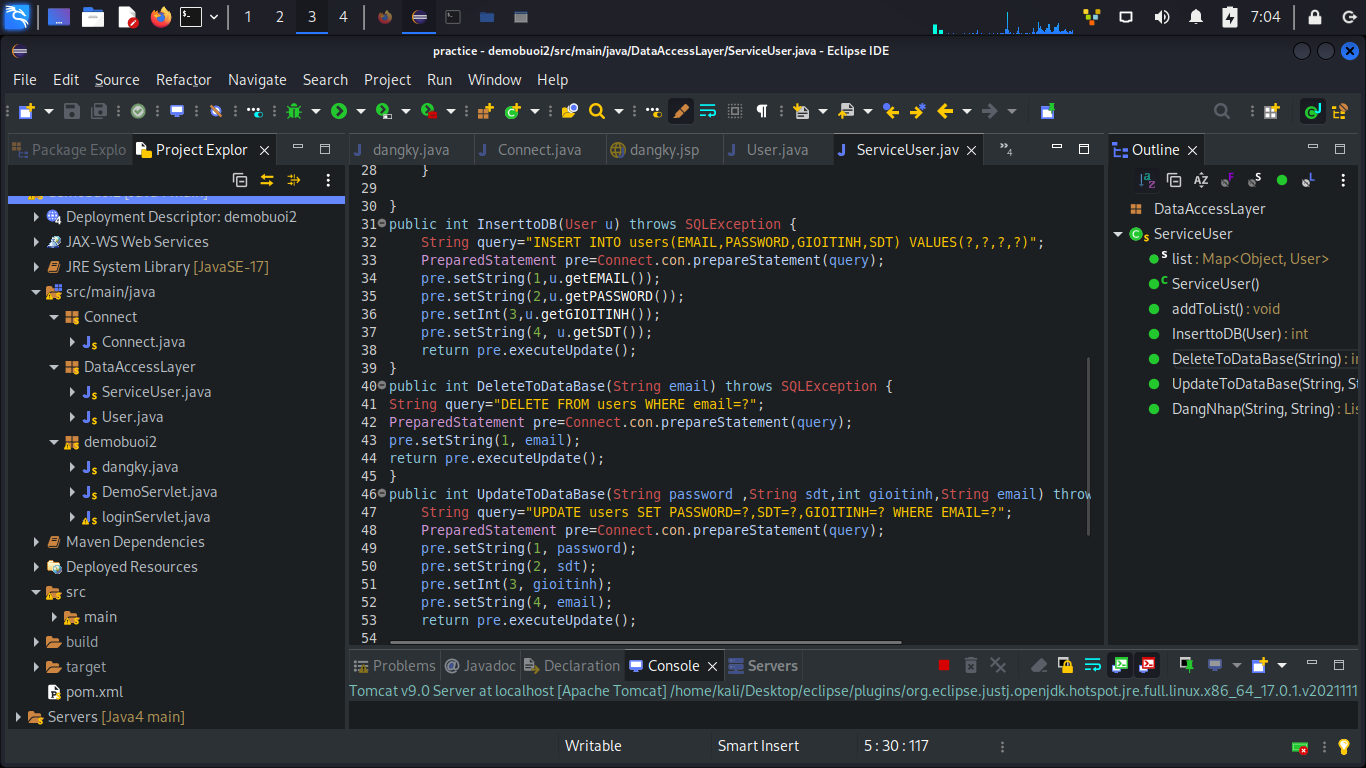 1 2 3 4 7:04
practice - demobuoi2/src/main/java/DataAccessLayer/ServiceUser.java - Eclipse IDE
File Edit Source Refactor Navigate Search Project Run Window Help
Package Explo Project Explor
dangky.java Connect.java dangky.jsp User.java ServiceUser.jav 4
Outline
Deployment Descriptor: demobuoi2
JAX-WS Web Services
JRE System Library [JavaSE-17]
src/main/java
Connect
Connect.java
DataAccessLayer
ServiceUser.java
User.java
demobuoi2
dangky.java
DemoServlet.java
loginServlet.java
Maven Dependencies
Deployed Resources
src
main
build
target
pom.xml
Servers [Java4 main]
28 }
29
30 }
31 public int InserttoDB(User u) throws SQLException {
32 String query="INSERT INTO users(EMAIL,PASSWORD,GIOITINH,SDT) VALUES(?,?,?,?)";
33 PreparedStatement pre=Connect.con.prepareStatement(query);
34 pre.setString(1,u.getEMAIL());
35 pre.setString(2,u.getPASSWORD());
36 pre.setInt(3,u.getGIOITINH());
37 pre.setString(4, u.getSDT());
38 return pre.executeUpdate();
39 }
40 public int DeleteToDataBase(String email) throws SQLException {
41 String query="DELETE FROM users WHERE email=?";
42 PreparedStatement pre=Connect.con.prepareStatement(query);
43 pre.setString(1, email);
44 return pre.executeUpdate();
45 }
46 public int UpdateToDataBase(String password ,String sdt,int gioitinh,String email) throw
47 String query="UPDATE users SET PASSWORD=?,SDT=?,GIOITINH=? WHERE EMAIL=?";
48 PreparedStatement pre=Connect.con.prepareStatement(query);
49 pre.setString(1, password);
50 pre.setString(2, sdt);
51 pre.setInt(3, gioitinh);
52 pre.setString(4, email);
53 return pre.executeUpdate();
54
DataAccessLayer
ServiceUser
list : Map<Object, User>
ServiceUser()
addToList() : void
InserttoDB(User) : int
DeleteToDataBase(String) : in
UpdateToDataBase(String, St
DangNhap(String, String) : Lis
Problems Javadoc Declaration Console Servers
Tomcat v9.0 Server at localhost [Apache Tomcat] /home/kali/Desktop/eclipse/plugins/org.eclipse.justj.openjdk.hotspot.jre.full.linux.x86_64_17.0.1.v2021111
Writable Smart Insert 5 : 30 : 117